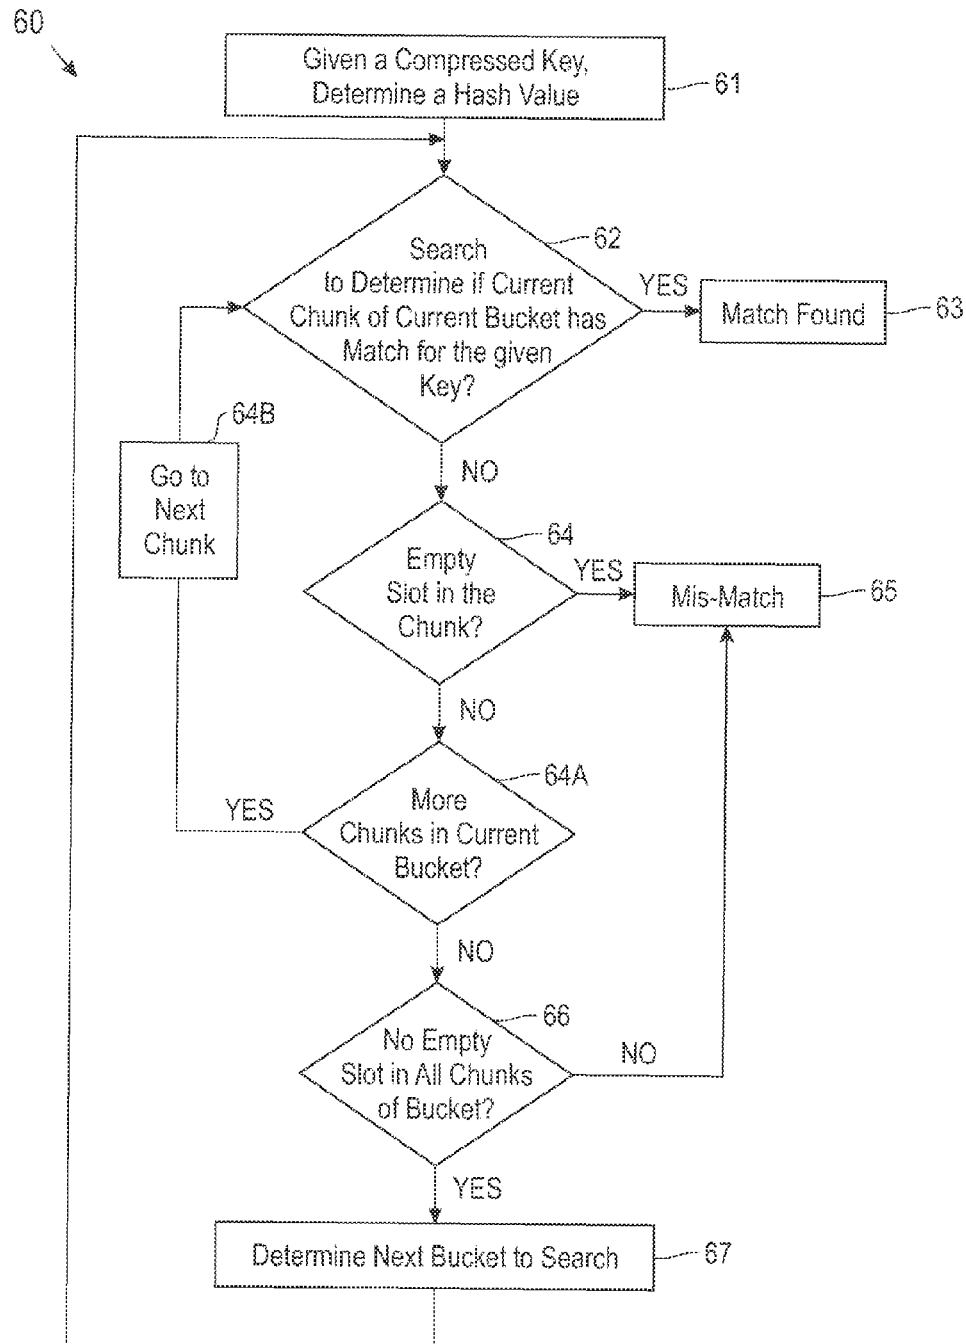 60
Given a Compressed Key,
Determine a Hash Value
61
Search
to Determine if Current
Chunk of Current Bucket has
Match for the given
Key?
62
YES
Match Found
63
64B
Go to
Next
Chunk
NO
Empty
Slot in the
Chunk?
64
YES
Mis-Match
65
NO
More
Chunks in Current
Bucket?
64A
YES
NO
No Empty
Slot in All Chunks
of Bucket?
66
NO
YES
Determine Next Bucket to Search
67